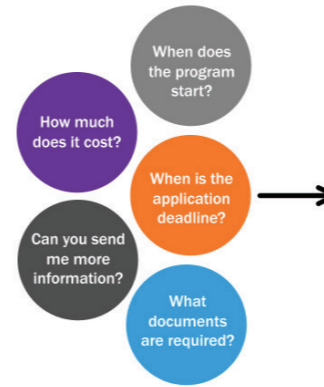 When does
the program
start?
How much
does it cost?
When is the
application
deadline?
Can you send
me more
information?
What
documents
are required?